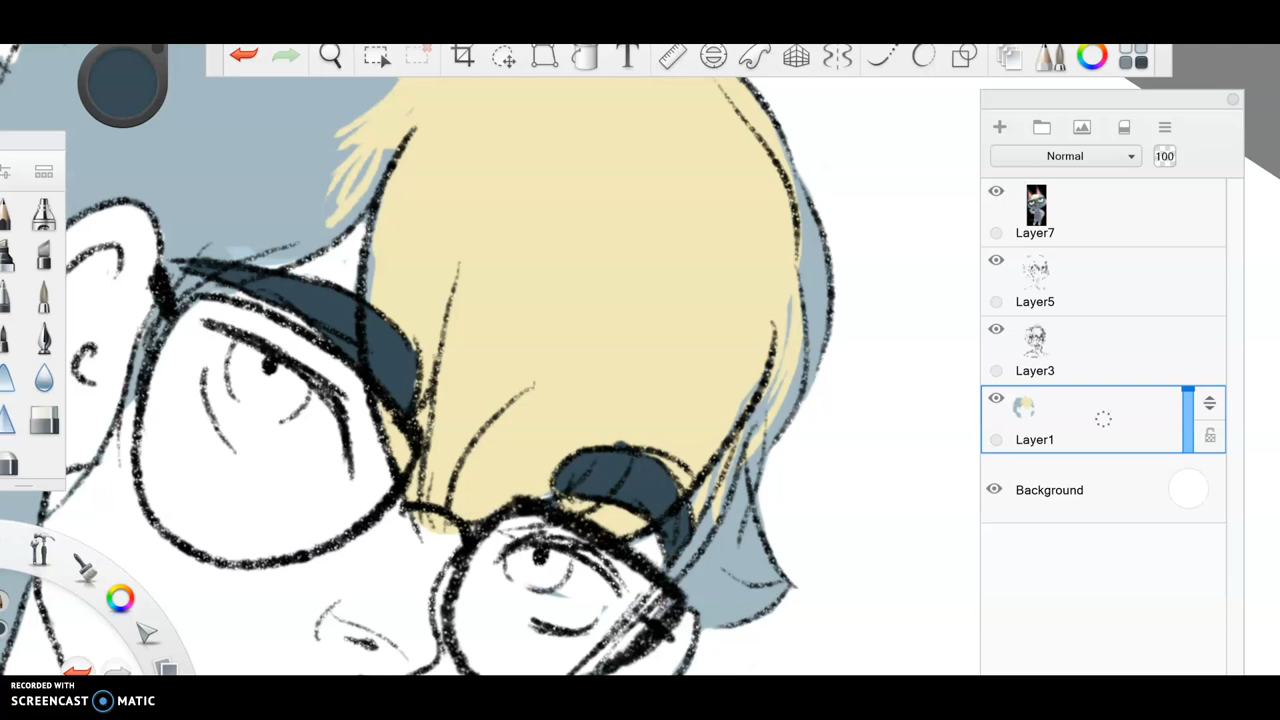 Normal
100
Layer7
Layer5
Layer3
Layer1
Background
RECORDED WITH
SCREENCAST MATIC